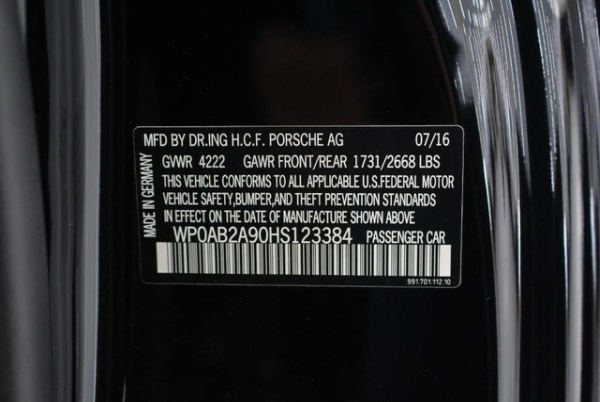 MFD BY DR.ING H.C.F. PORSCHE AG 07/16
GVWR 4222 GAWR FRONT/REAR 1731/2668 LBS
THIS VEHICLE CONFORMS TO ALL APPLICABLE U.S.FEDERAL MOTOR
VEHICLE SAFETY,BUMPER,AND THEFT PREVENTION STANDARDS
IN EFFECT ON THE DATE OF MANUFACTURE SHOWN ABOVE
WP0AB2A90HS123384 PASSENGER CAR
MADE IN GERMANY
991.701.112.10